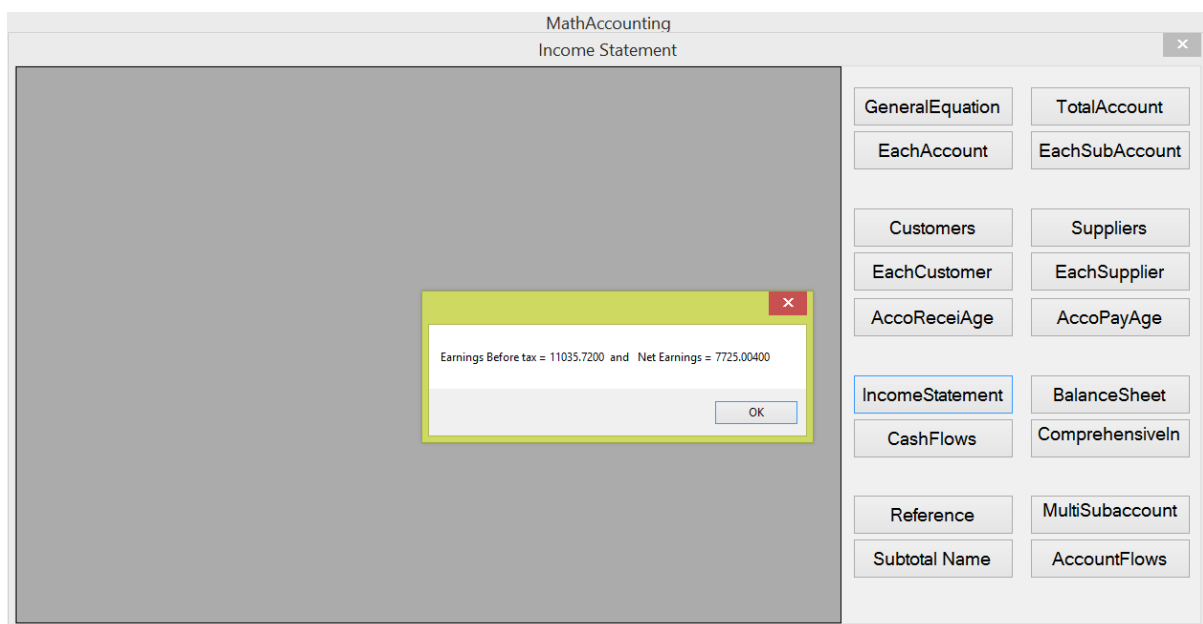 MathAccounting
Income Statement
GeneralEquation TotalAccount
EachAccount EachSubAccount
Customers Suppliers
EachCustomer EachSupplier
AccoReceiAge AccoPayAge
Earnings Before tax = 11035.7200 and Net Earnings = 7725.00400
OK
IncomeStatement BalanceSheet
CashFlows ComprehensiveIn
Reference MultiSubaccount
Subtotal Name AccountFlows